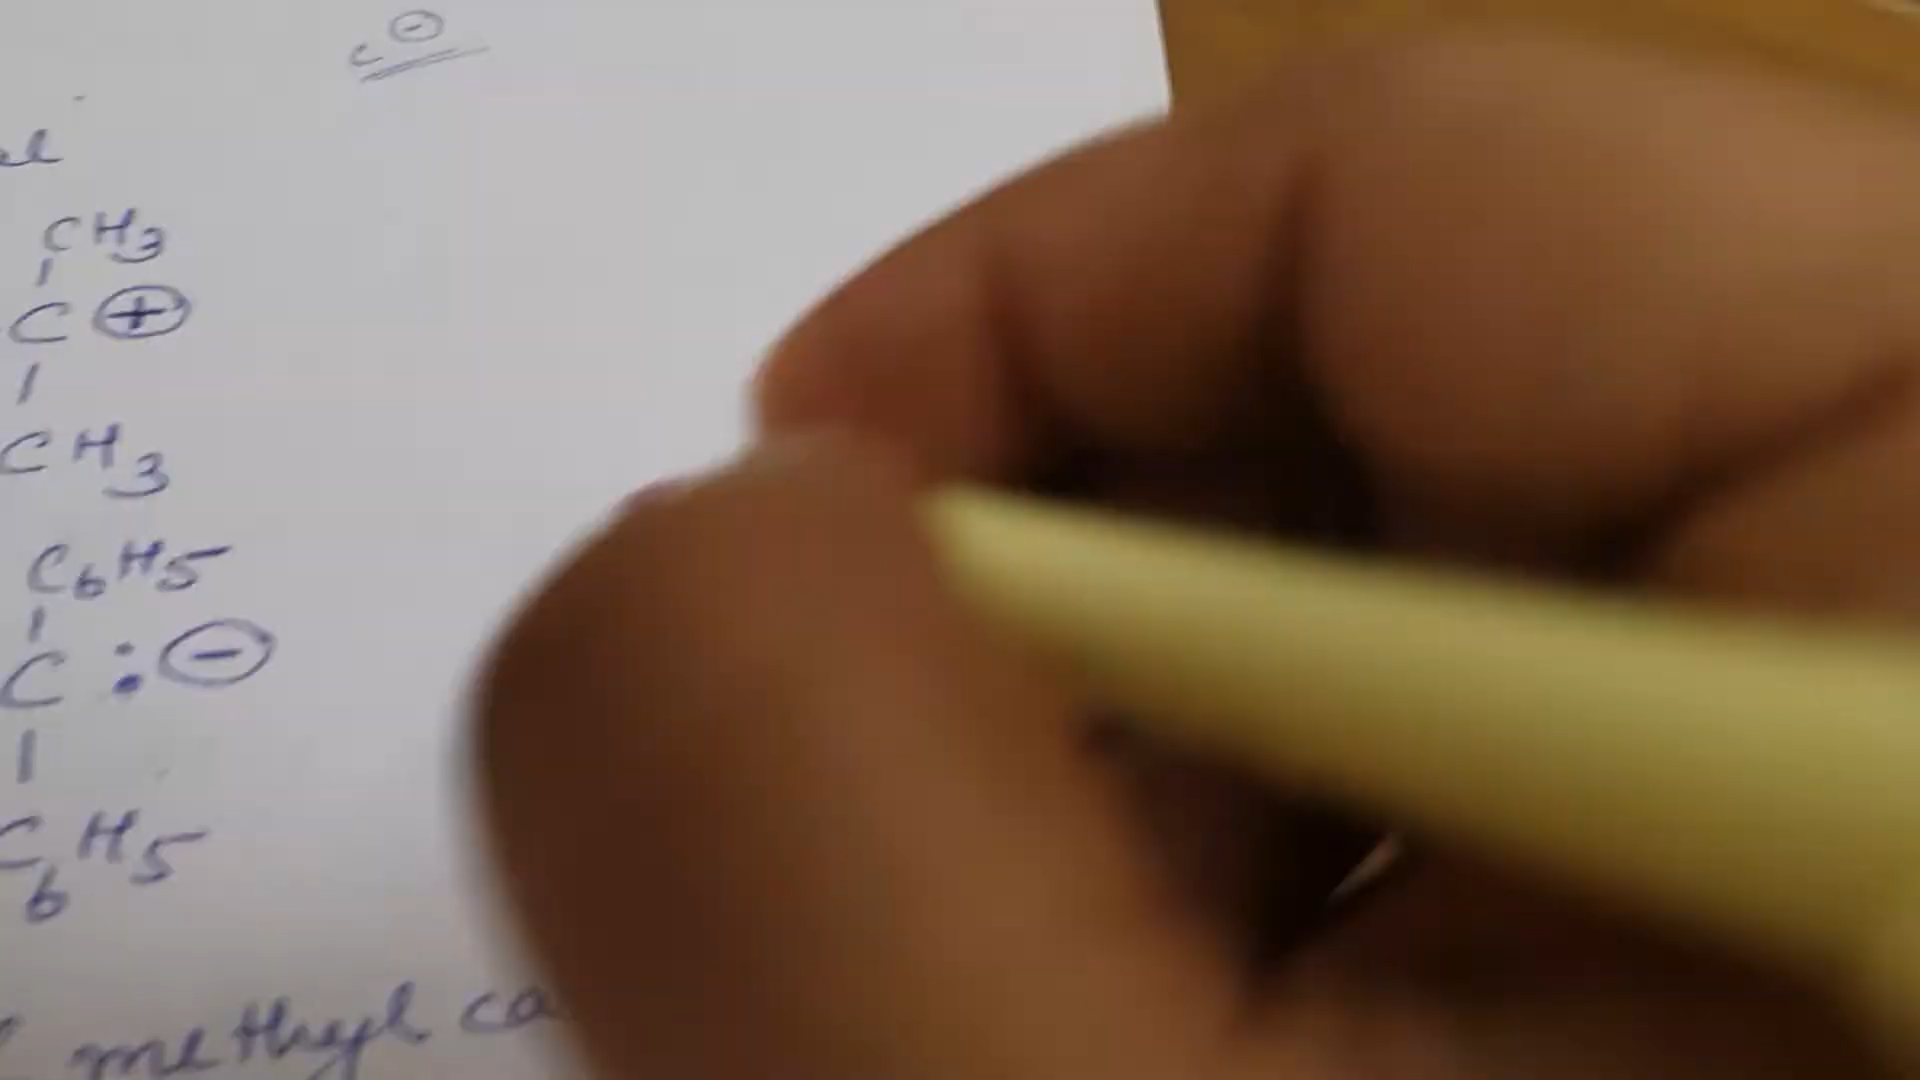 C⊖
CH3
C ⊕
CH3
C6H5
C : ⊖
C6H5
methyl ca